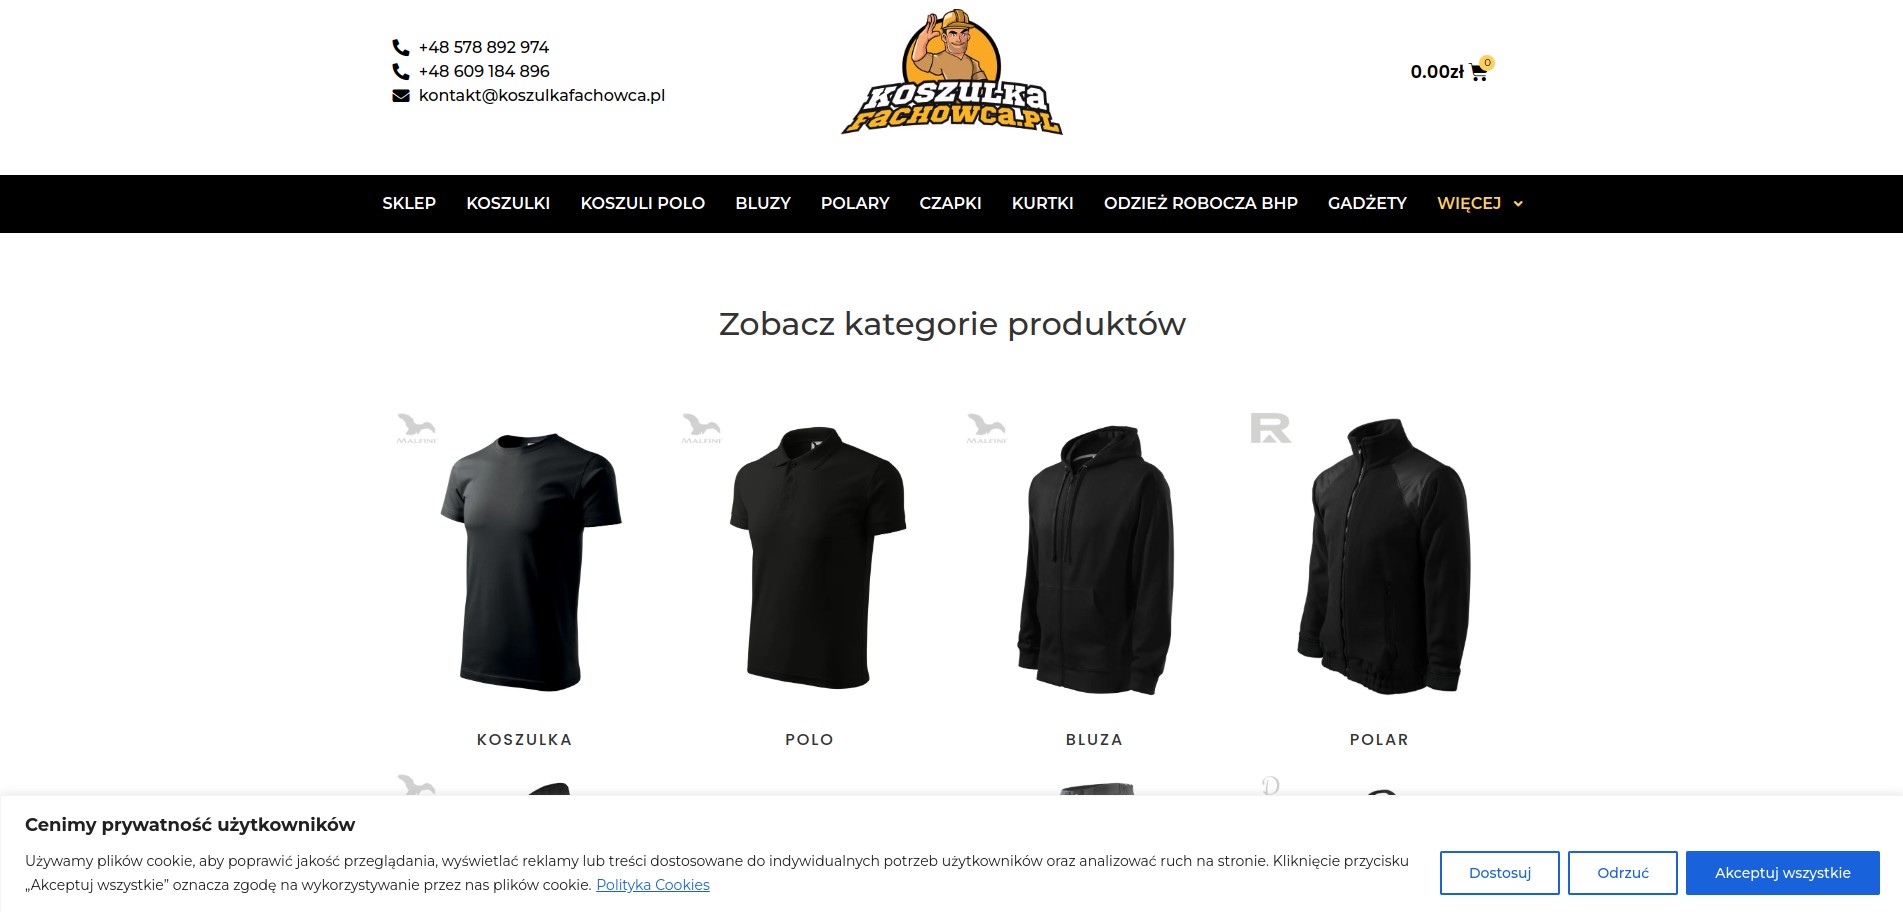 +48 578 892 974
+48 609 184 896
kontakt@koszulkafachowca.pl
KOSZULKA
FACHOWCA.PL
0.00zł 0
SKLEP KOSZULKI KOSZULI POLO BLUZY POLARY CZAPKI KURTKI ODZIEŻ ROBOCZA BHP GADŻETY WIĘCEJ
Zobacz kategorie produktów
MALFINI MALFINI MALFINI R
KOSZULKA POLO BLUZA POLAR
Cenimy prywatność użytkowników
Używamy plików cookie, aby poprawić jakość przeglądania, wyświetlać reklamy lub treści dostosowane do indywidualnych potrzeb użytkowników oraz analizować ruch na stronie. Kliknięcie przycisku
„Akceptuj wszystkie” oznacza zgodę na wykorzystywanie przez nas plików cookie. Polityka Cookies
Dostosuj Odrzuć Akceptuj wszystkie